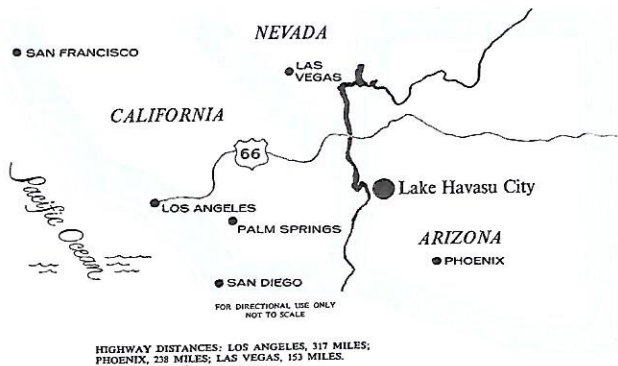 NEVADA
SAN FRANCISCO
LAS
VEGAS
CALIFORNIA
66
Pacific Ocean
Lake Havasu City
LOS ANGELES
PALM SPRINGS
ARIZONA
PHOENIX
SAN DIEGO
FOR DIRECTIONAL USE ONLY
NOT TO SCALE
HIGHWAY DISTANCES: LOS ANGELES, 317 MILES;
PHOENIX, 238 MILES; LAS VEGAS, 153 MILES.